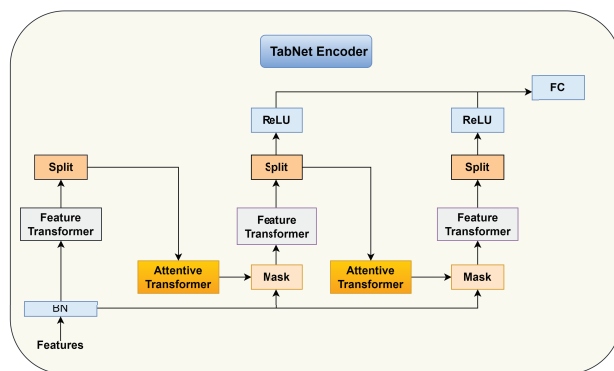 TabNet Encoder
FC
ReLU
ReLU
Split
Split
Split
Feature
Transformer
Feature
Transformer
Feature
Transformer
Attentive
Transformer
Mask
Attentive
Transformer
Mask
BN
Features